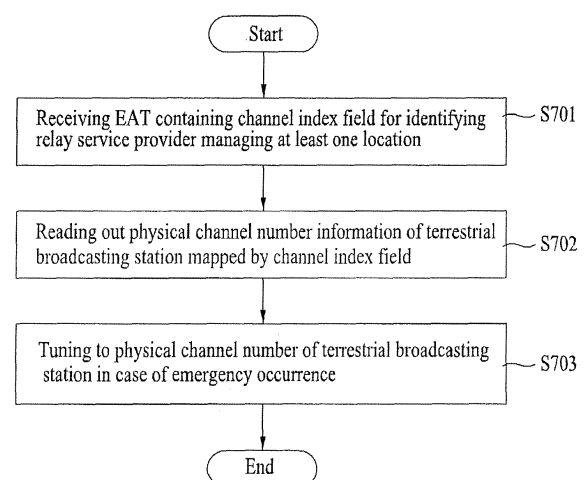 Start
Receiving EAT containing channel index field for identifying
relay service provider managing at least one location
S701
Reading out physical channel number information of terrestrial
broadcasting station mapped by channel index field
S702
Tuning to physical channel number of terrestrial broadcasting
station in case of emergency occurrence
S703
End